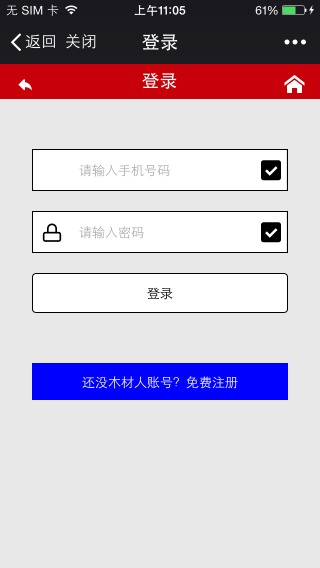 无 SIM 卡 上午11:05 61%
返回 关闭 登录
登录
请输入手机号码
请输入密码
登录
还没木材人账号？免费注册